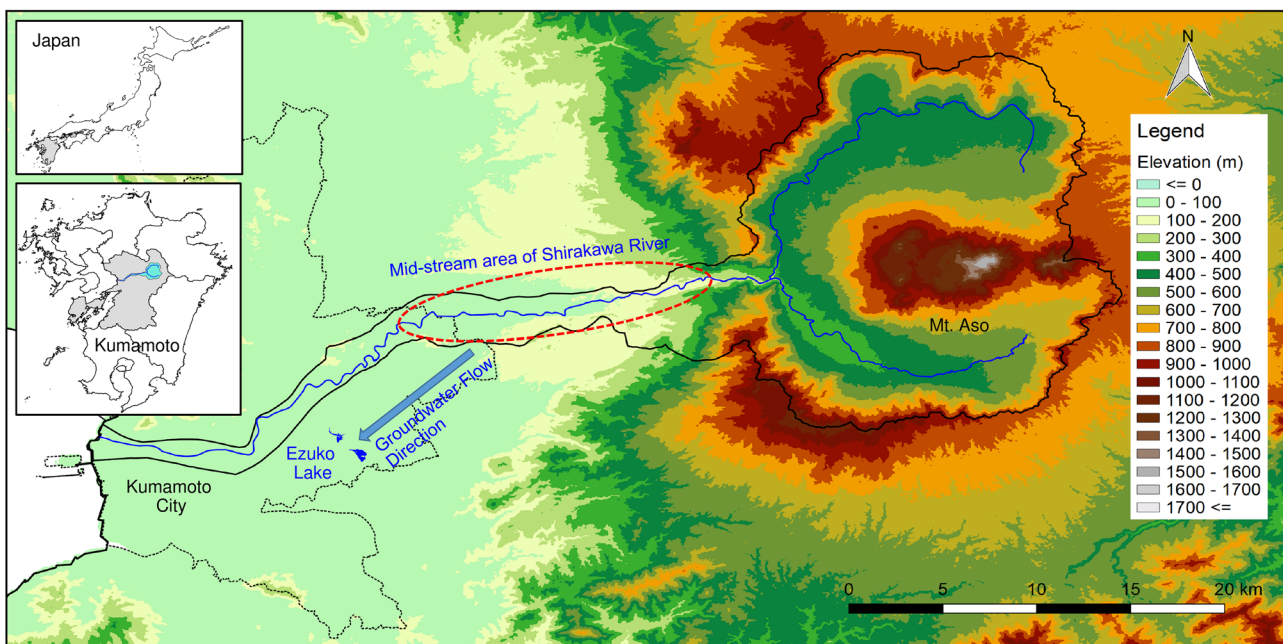 Japan
Kumamoto
Mid-stream area of Shirakawa River
Groundwater Flow
Direction
Ezuko
Lake
Kumamoto
City
Mt. Aso
N
Legend
Elevation (m)
<= 0
0 - 100
100 - 200
200 - 300
300 - 400
400 - 500
500 - 600
600 - 700
700 - 800
800 - 900
900 - 1000
1000 - 1100
1100 - 1200
1200 - 1300
1300 - 1400
1400 - 1500
1500 - 1600
1600 - 1700
1700 <=
0 5 10 15 20 km